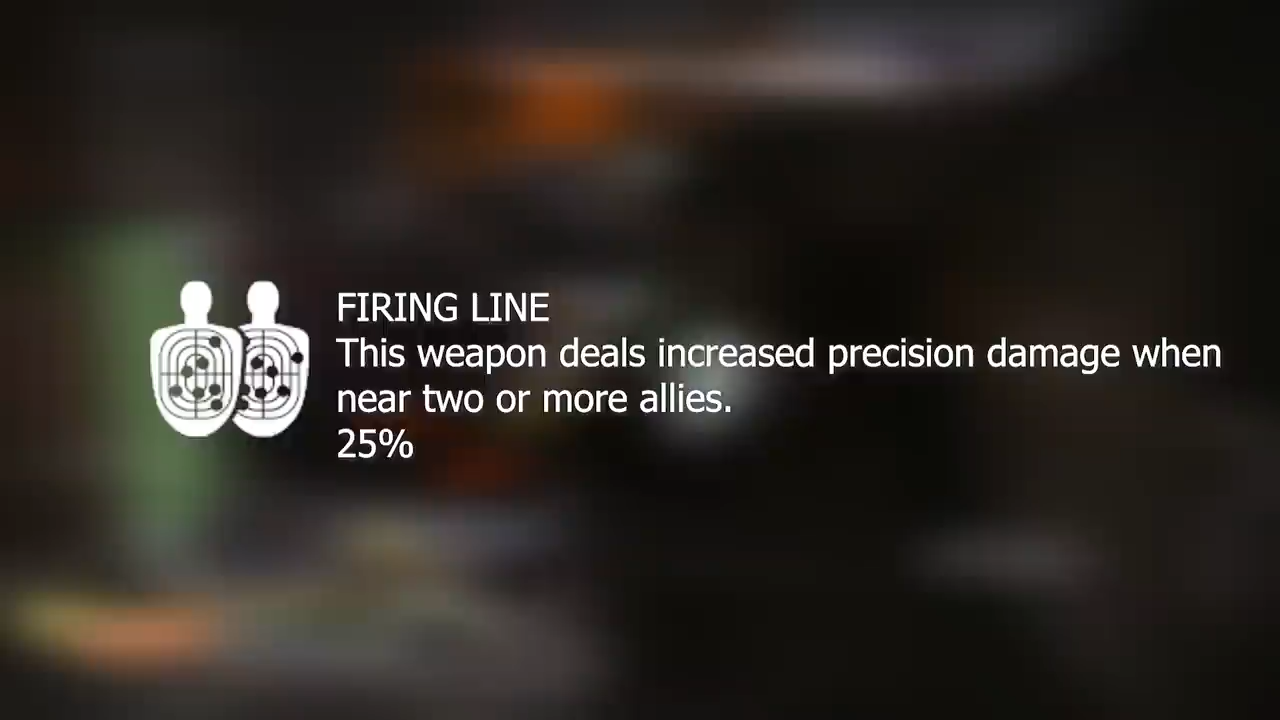 FIRING LINE
This weapon deals increased precision damage when
near two or more allies.
25%